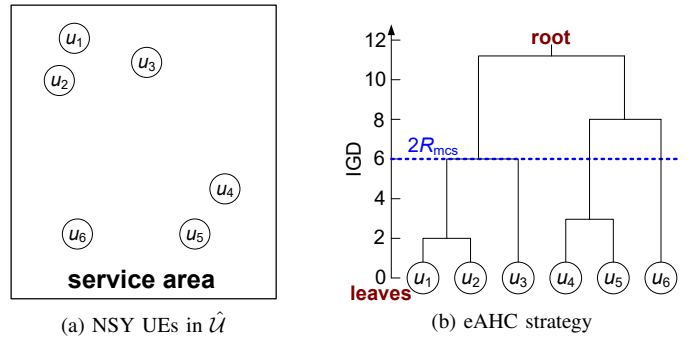 u1
u2
u3
u4
u5
u6
service area
(a) NSY UEs in Û
12
10
8
6
4
2
0
IGD
root
2Rmcs
leaves
u1 u2 u3 u4 u5 u6
(b) eAHC strategy